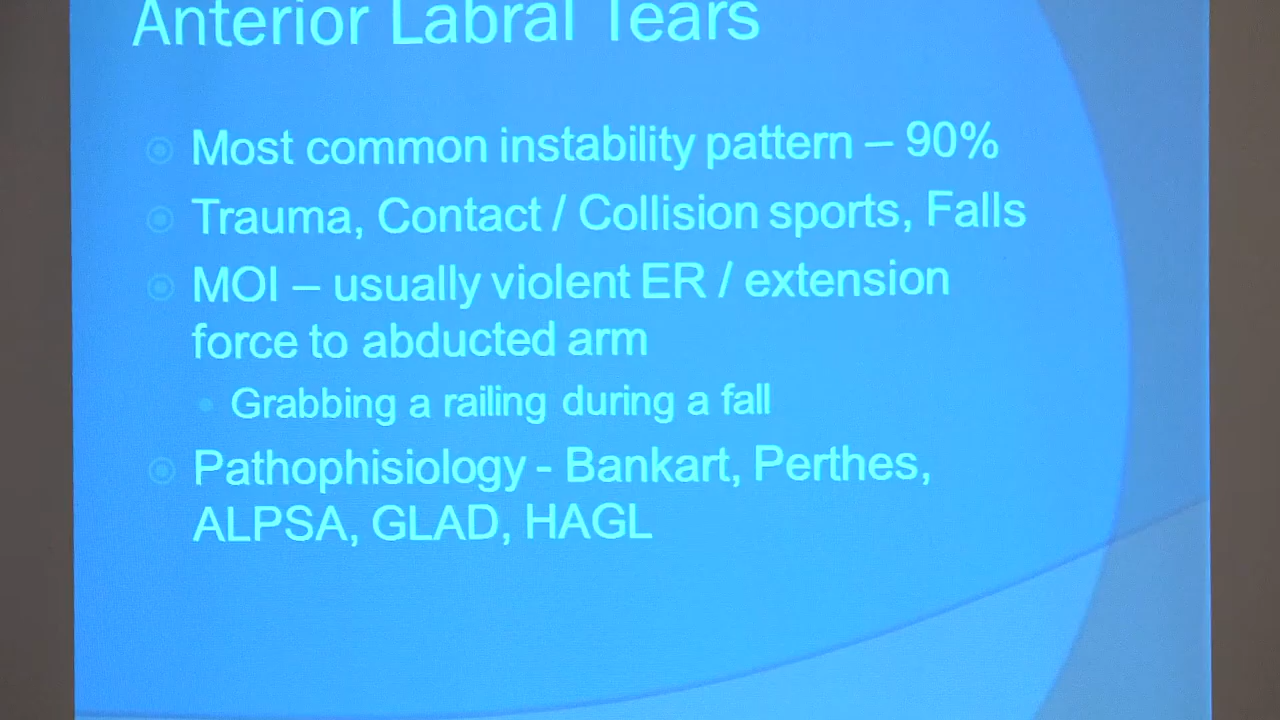 Anterior Labral Tears
Most common instability pattern – 90%
Trauma, Contact / Collision sports, Falls
MOI – usually violent ER / extension
force to abducted arm
Grabbing a railing during a fall
Pathophisiology - Bankart, Perthes,
ALPSA, GLAD, HAGL